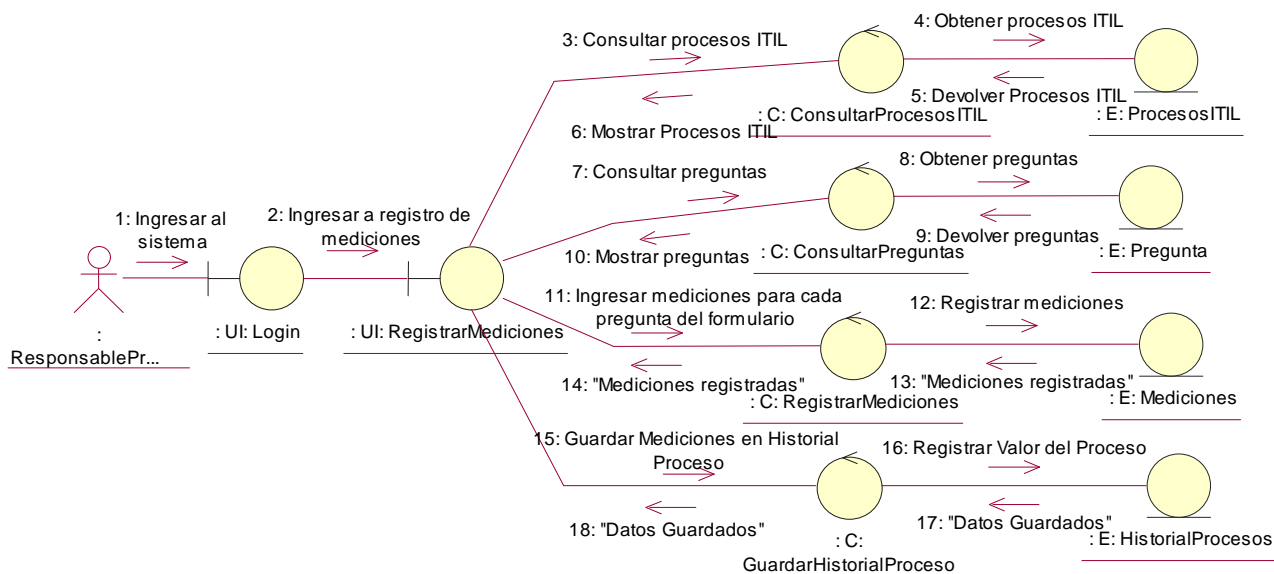 3: Consultar procesos ITIL
4: Obtener procesos ITIL
5: Devolver Procesos ITIL
6: Mostrar Procesos ITIL
: C: ConsultarProcesosITIL
: E: ProcesosITIL
7: Consultar preguntas
8: Obtener preguntas
9: Devolver preguntas
10: Mostrar preguntas
: C: ConsultarPreguntas
: E: Pregunta
1: Ingresar al
sistema
2: Ingresar a registro de
mediciones
:
ResponsablePr...
: UI: Login
: UI: RegistrarMediciones
11: Ingresar mediciones para cada
pregunta del formulario
12: Registrar mediciones
13: "Mediciones registradas"
14: "Mediciones registradas"
: C: RegistrarMediciones
: E: Mediciones
15: Guardar Mediciones en Historial
Proceso
16: Registrar Valor del Proceso
17: "Datos Guardados"
18: "Datos Guardados"
: C:
GuardarHistorialProceso
: E: HistorialProcesos